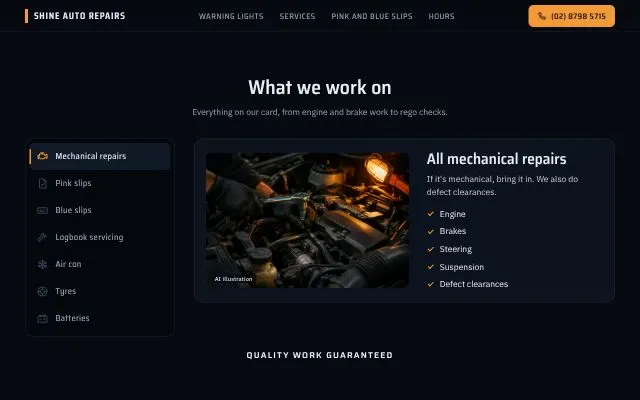 SHINE AUTO REPAIRS
WARNING LIGHTS
SERVICES
PINK AND BLUE SLIPS
HOURS
(02) 8798 5715
What we work on
Everything on our card, from engine and brake work to rego checks.
Mechanical repairs
Pink slips
Blue slips
Logbook servicing
Air con
Tyres
Batteries
AI illustration
All mechanical repairs
If it's mechanical, bring it in. We also do
defect clearances.
Engine
Brakes
Steering
Suspension
Defect clearances
QUALITY WORK GUARANTEED